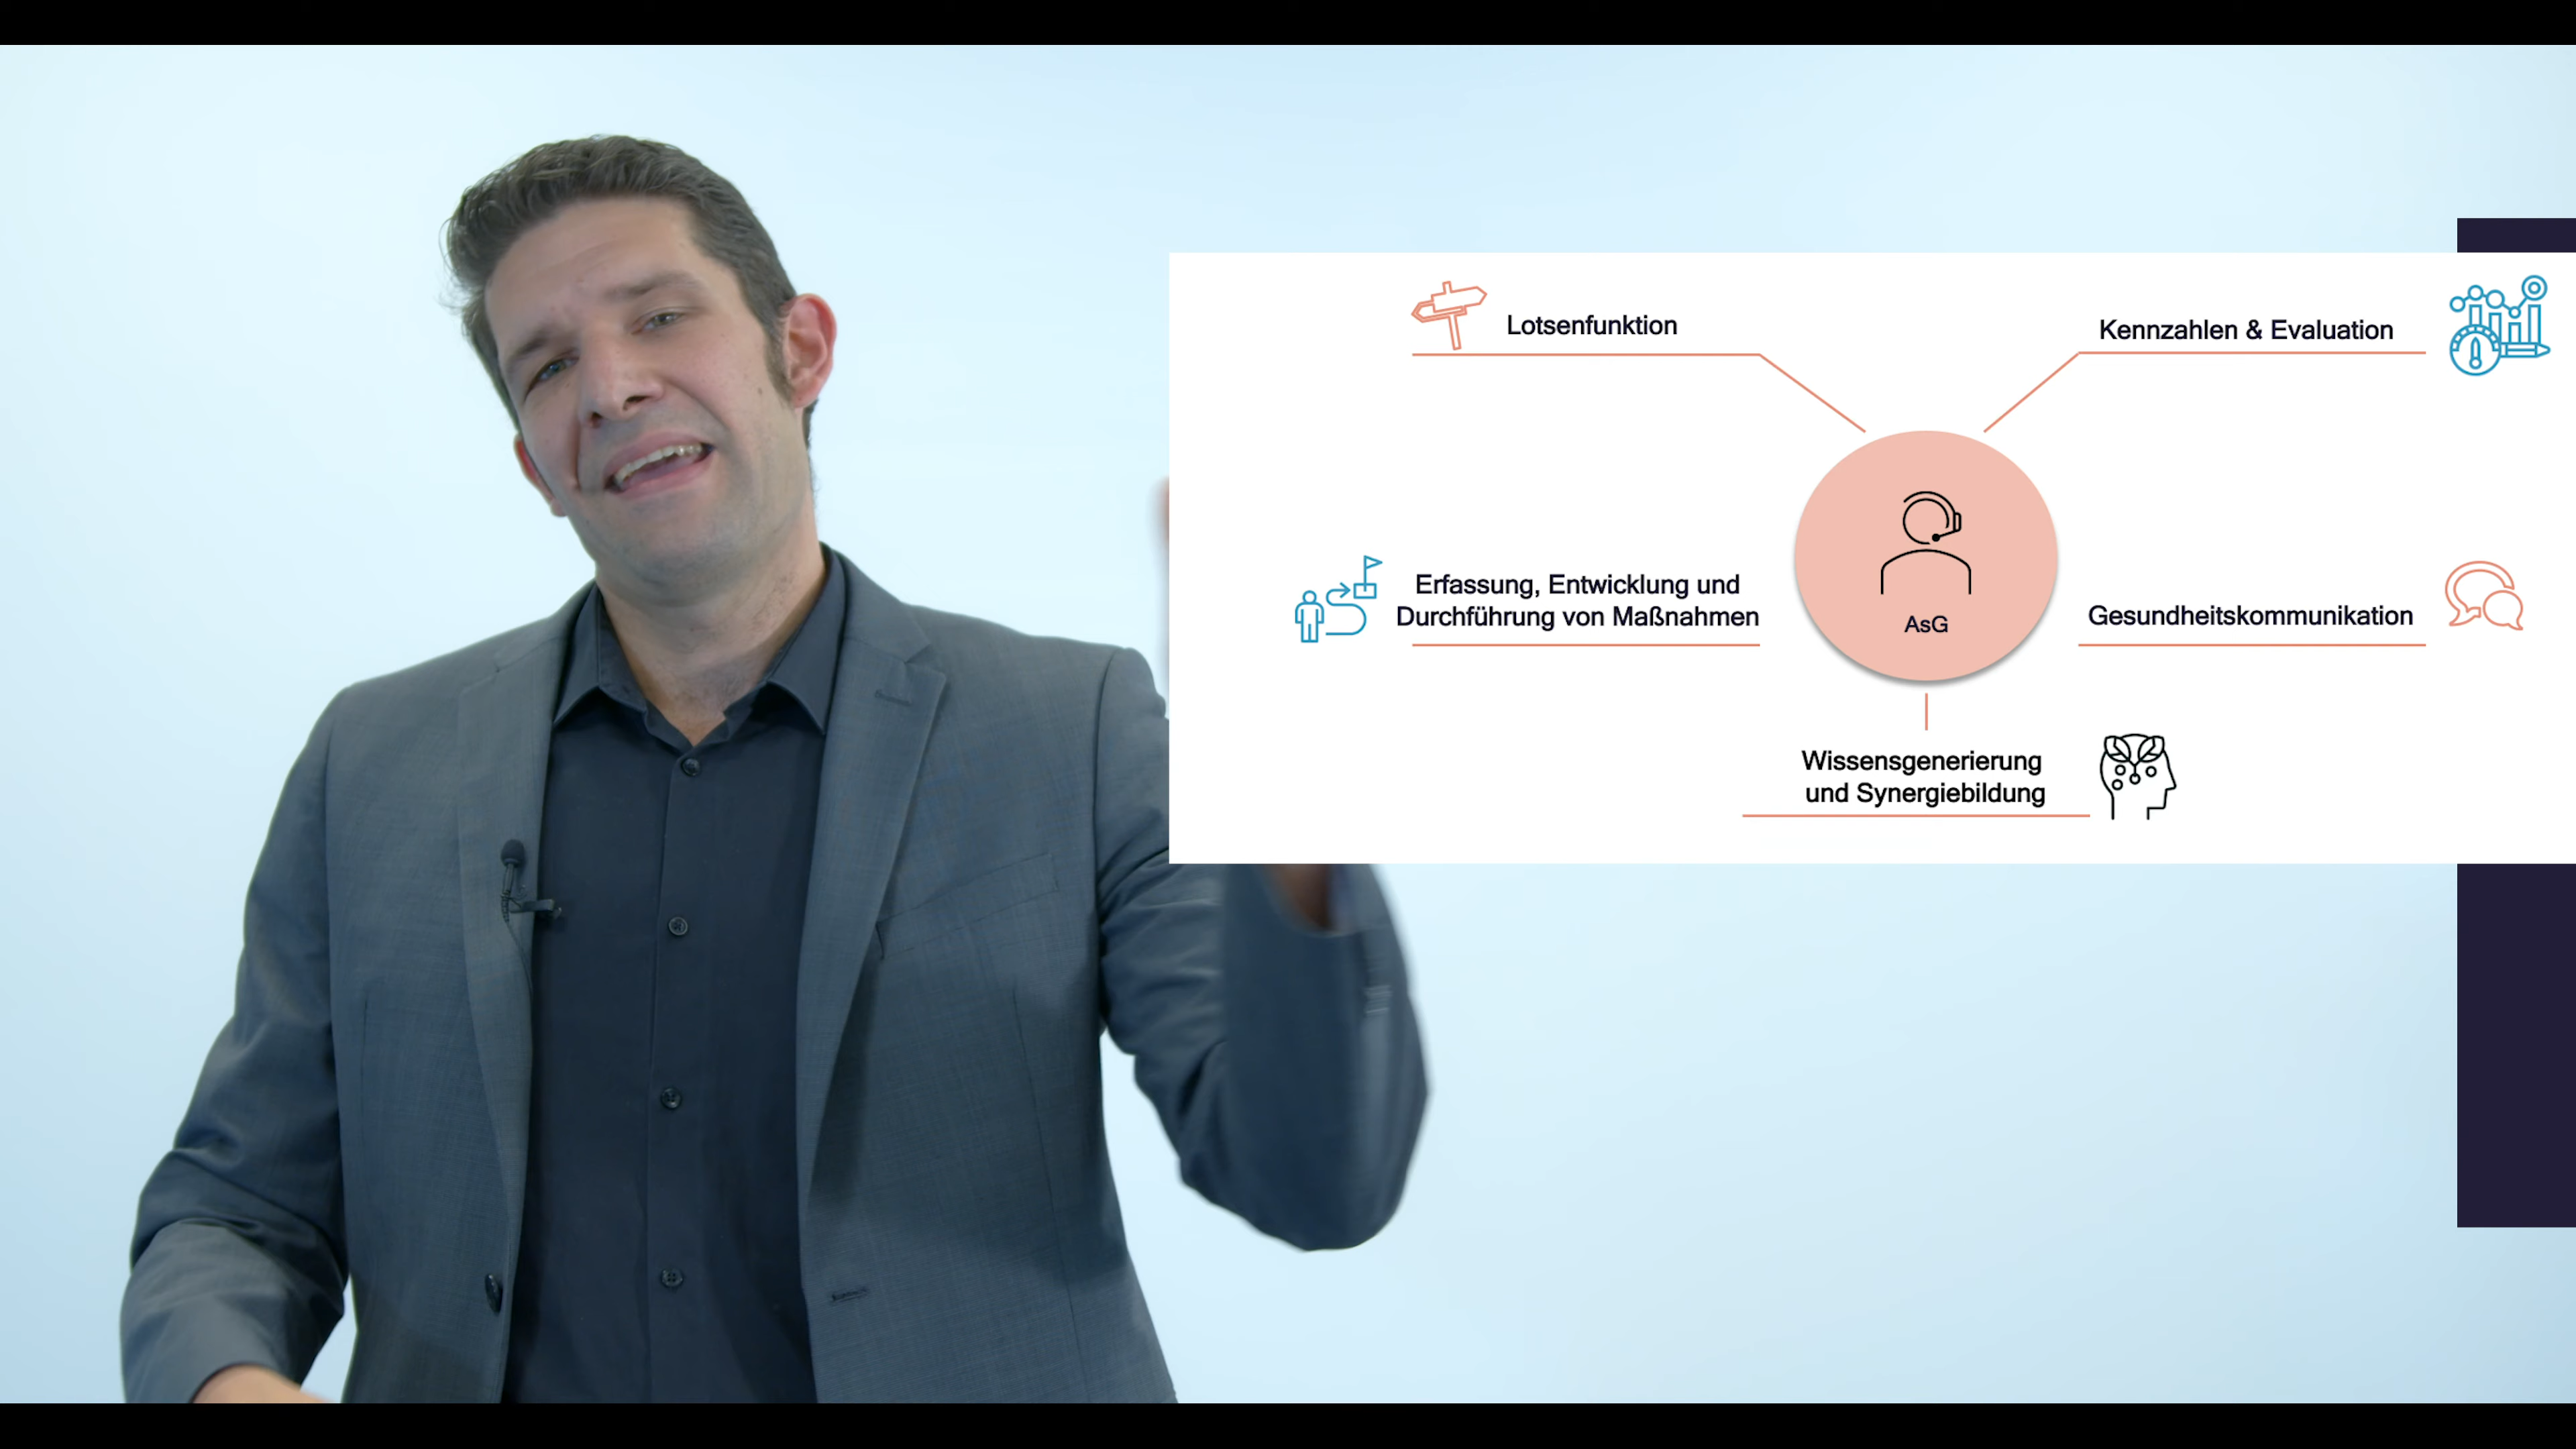 Lotsenfunktion
Kennzahlen & Evaluation
Erfassung, Entwicklung und
Durchführung von Maßnahmen
AsG
Gesundheitskommunikation
Wissensgenerierung
und Synergiebildung